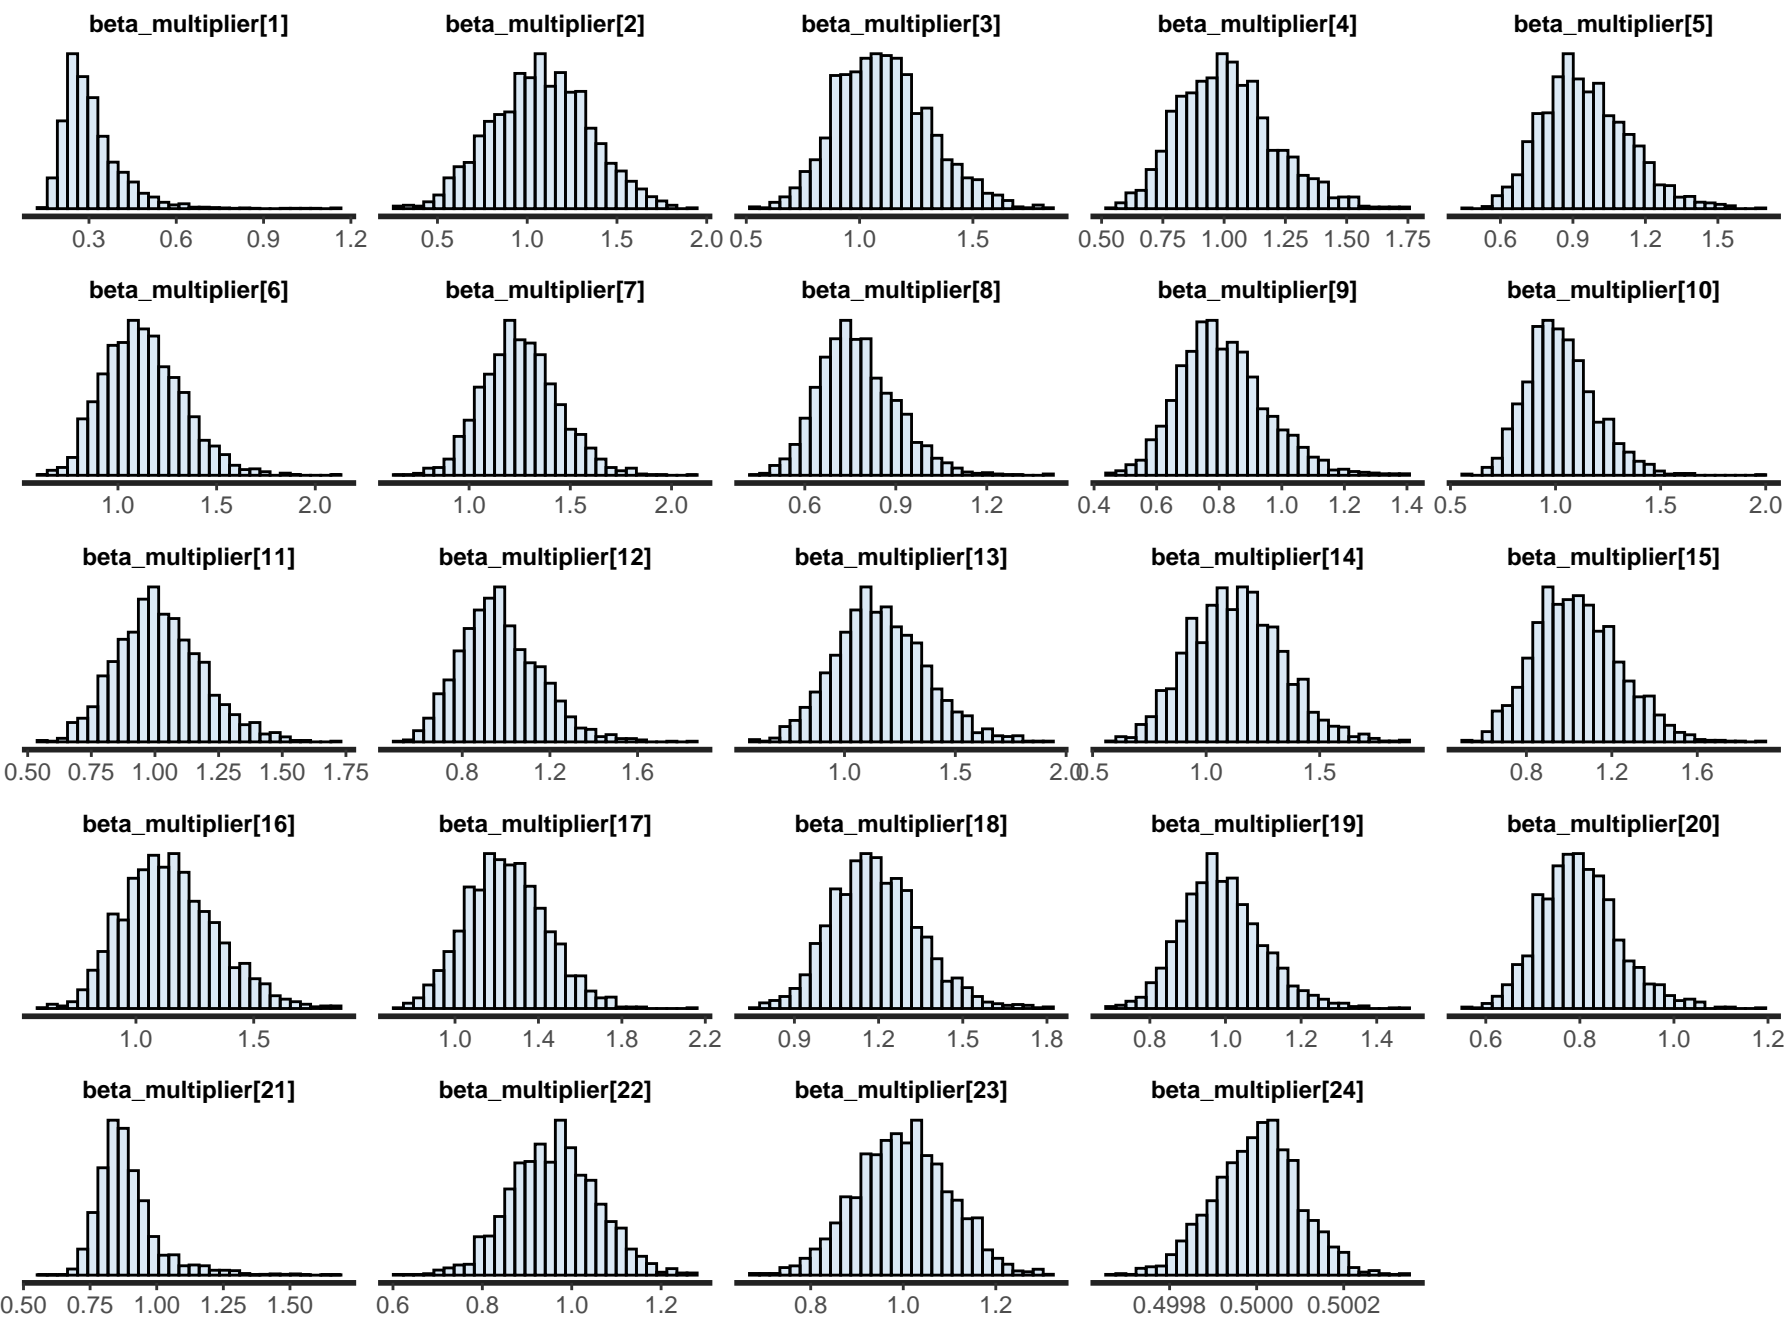 beta_multiplier[1] beta_multiplier[2] beta_multiplier[3] beta_multiplier[4] beta_multiplier[5]
0.3 0.6 0.9 1.2 0.5 1.0 1.5 2.0 0.5 1.0 1.5 0.50 0.75 1.00 1.25 1.50 1.75 0.6 0.9 1.2 1.5
beta_multiplier[6] beta_multiplier[7] beta_multiplier[8] beta_multiplier[9] beta_multiplier[10]
1.0 1.5 2.0 1.0 1.5 2.0 0.6 0.9 1.2 0.4 0.6 0.8 1.0 1.2 1.4 0.5 1.0 1.5 2.0
beta_multiplier[11] beta_multiplier[12] beta_multiplier[13] beta_multiplier[14] beta_multiplier[15]
0.50 0.75 1.00 1.25 1.50 1.75 0.8 1.2 1.6 1.0 1.5 2.0 0.5 1.0 1.5 0.8 1.2 1.6
beta_multiplier[16] beta_multiplier[17] beta_multiplier[18] beta_multiplier[19] beta_multiplier[20]
1.0 1.5 1.0 1.4 1.8 2.2 0.9 1.2 1.5 1.8 0.8 1.0 1.2 1.4 0.6 0.8 1.0 1.2
beta_multiplier[21] beta_multiplier[22] beta_multiplier[23] beta_multiplier[24]
0.50 0.75 1.00 1.25 1.50 0.6 0.8 1.0 1.2 0.8 1.0 1.2 0.4998 0.5000 0.5002